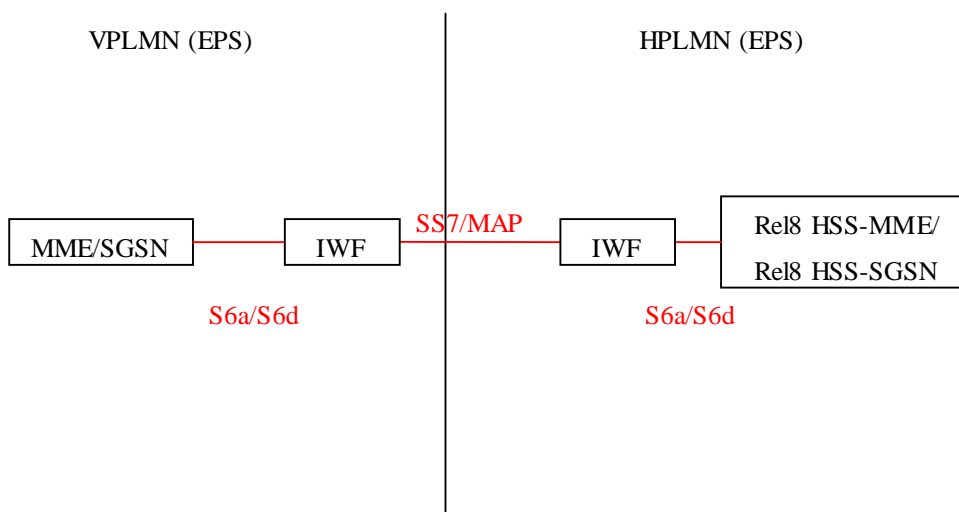 VPLMN (EPS)
HPLMN (EPS)
MME/SGSN
IWF
SS7/MAP
IWF
Rel8 HSS-MME/
Rel8 HSS-SGSN
S6a/S6d
S6a/S6d